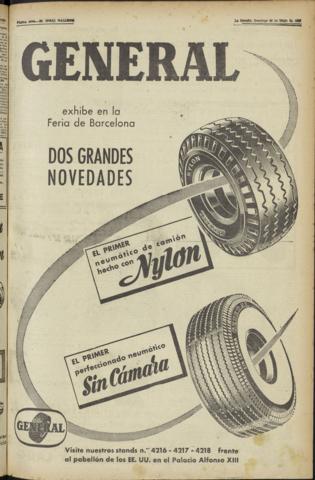 GENERAL
exhibe en la
Feria de Barcelona
DOS GRANDES
NOVEDADES
NYLON
EL PRIMER
neumático de camión
hecho con Nylon
EL PRIMER
perfeccionado neumático
Sin Cámara
GENERAL
Visite nuestros stands n.° 4216 - 4217 - 4218 frente
al pabellón de los EE. UU. en el Palacio Alfonso XIII